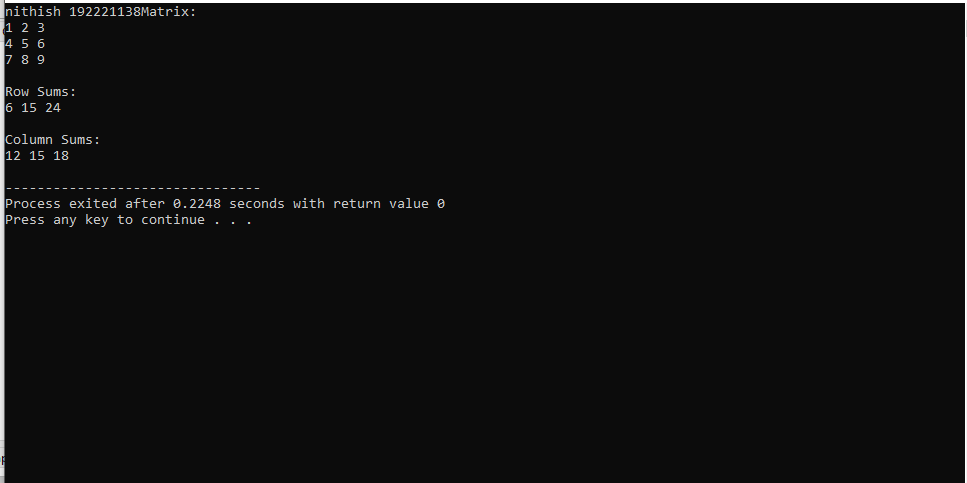 nithish 192221138Matrix:
1 2 3
4 5 6
7 8 9
Row Sums:
6 15 24
Column Sums:
12 15 18
--------------------------------
Process exited after 0.2248 seconds with return value 0
Press any key to continue . . .